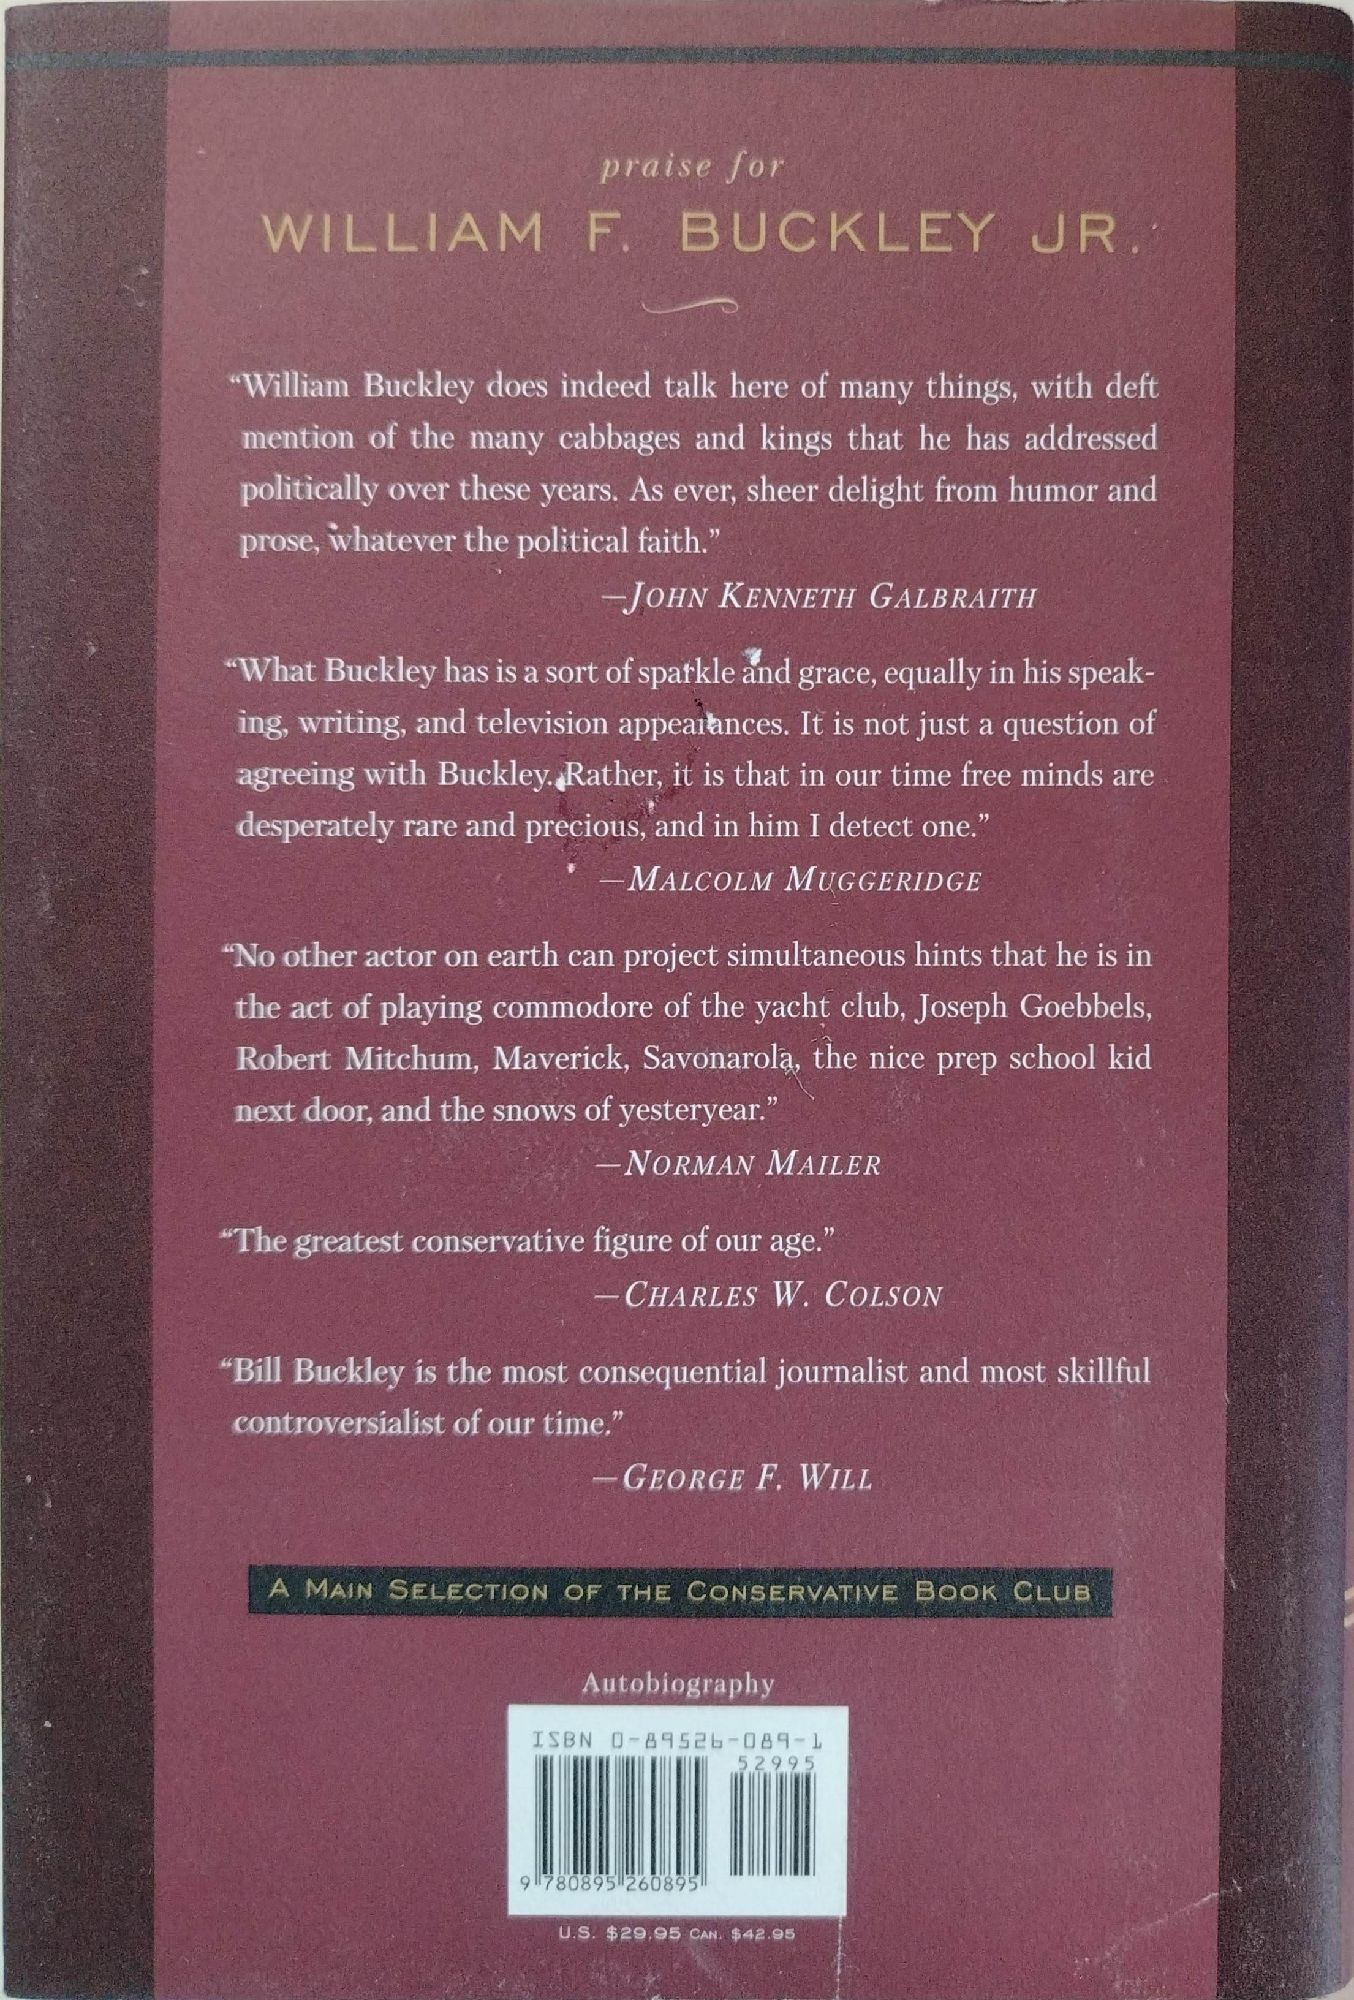 praise for
WILLIAM F. BUCKLEY JR.
“William Buckley does indeed talk here of many things, with deft
mention of the many cabbages and kings that he has addressed
politically over these years. As ever, sheer delight from humor and
prose, whatever the political faith.”
—JOHN KENNETH GALBRAITH
“What Buckley has is a sort of sparkle and grace, equally in his speak-
ing, writing, and television appearances. It is not just a question of
agreeing with Buckley. Rather, it is that in our time free minds are
desperately rare and precious, and in him I detect one.”
—MALCOLM MUGGERIDGE
“No other actor on earth can project simultaneous hints that he is in
the act of playing commodore of the yacht club, Joseph Goebbels,
Robert Mitchum, Maverick, Savonarola, the nice prep school kid
next door, and the snows of yesteryear.”
—NORMAN MAILER
“The greatest conservative figure of our age.”
—CHARLES W. COLSON
“Bill Buckley is the most consequential journalist and most skillful
controversialist of our time.”
—GEORGE F. WILL
A MAIN SELECTION OF THE CONSERVATIVE BOOK CLUB
Autobiography
ISBN 0-89526-089-1
52995
9 780895 260895
U.S. $29.95 CAN. $42.95